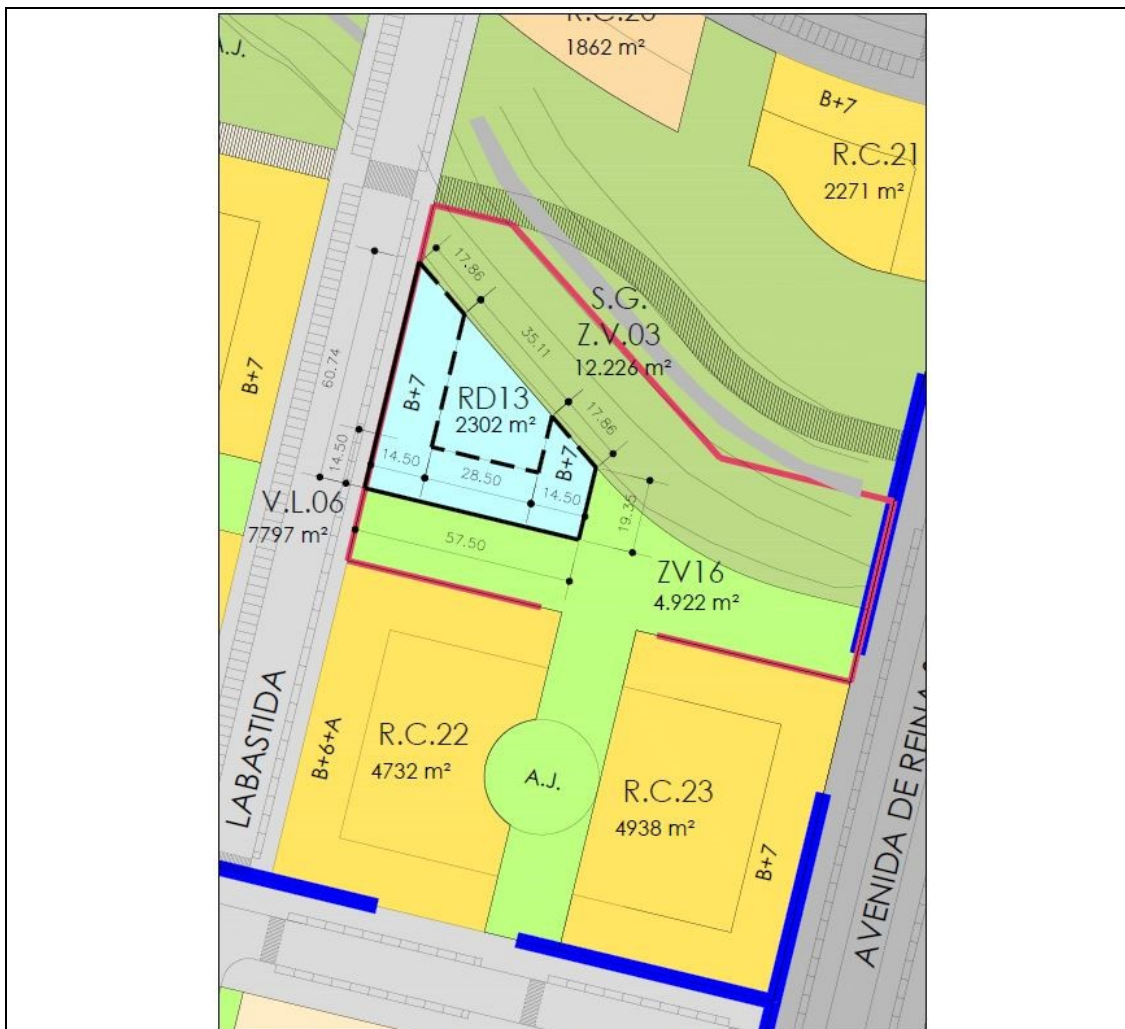 R.C.20
1862 m²
A.J.
B+7
R.C.21
2271 m²
17.86
S.G.
Z.V.03
12.226 m²
35.11
60.74
B+7
B+7
RD13
2302 m²
17.86
B+7
14.50
14.50
28.50
14.50
19.35
V.L.06
7797 m²
57.50
ZV16
4.922 m²
LABASTIDA
B+6+A
R.C.22
4732 m²
A.J.
R.C.23
4938 m²
B+7
AVENIDA DE REINA